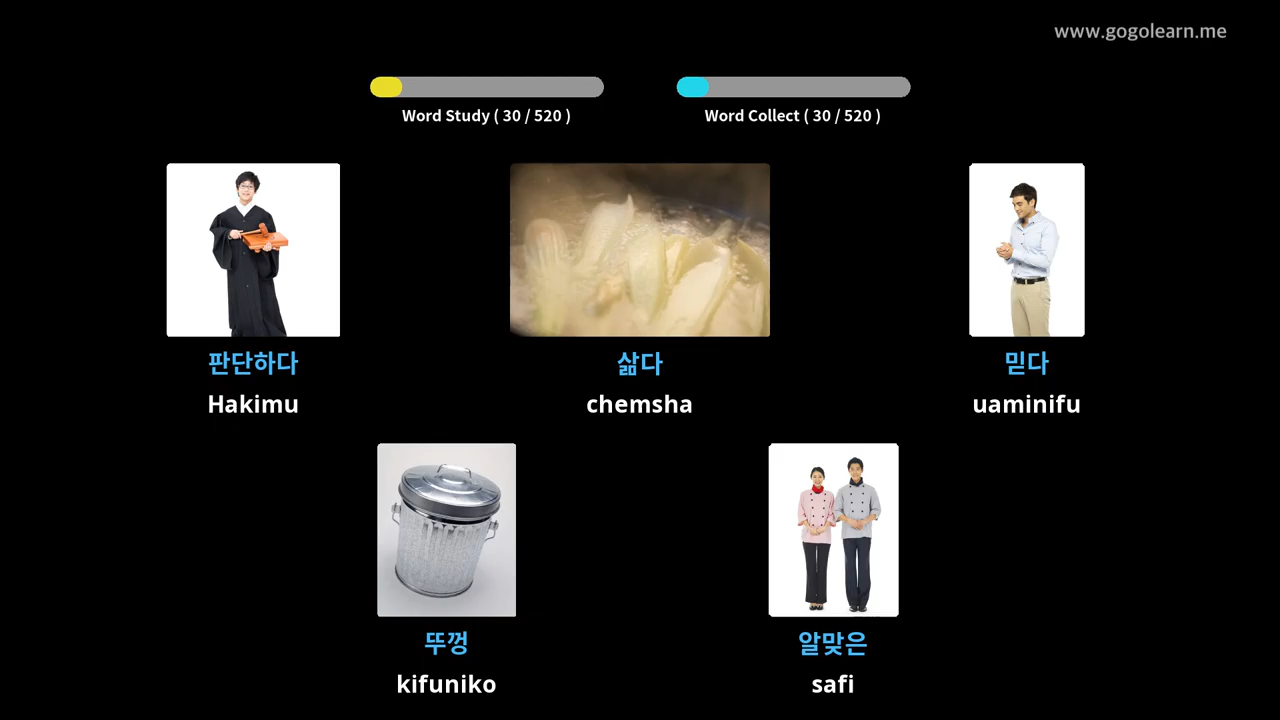 www.gogolearn.me
Word Study ( 30 / 520 )
Word Collect ( 30 / 520 )
판단하다
Hakimu
삶다
chemsha
믿다
uaminifu
뚜껑
kifuniko
알맞은
safi